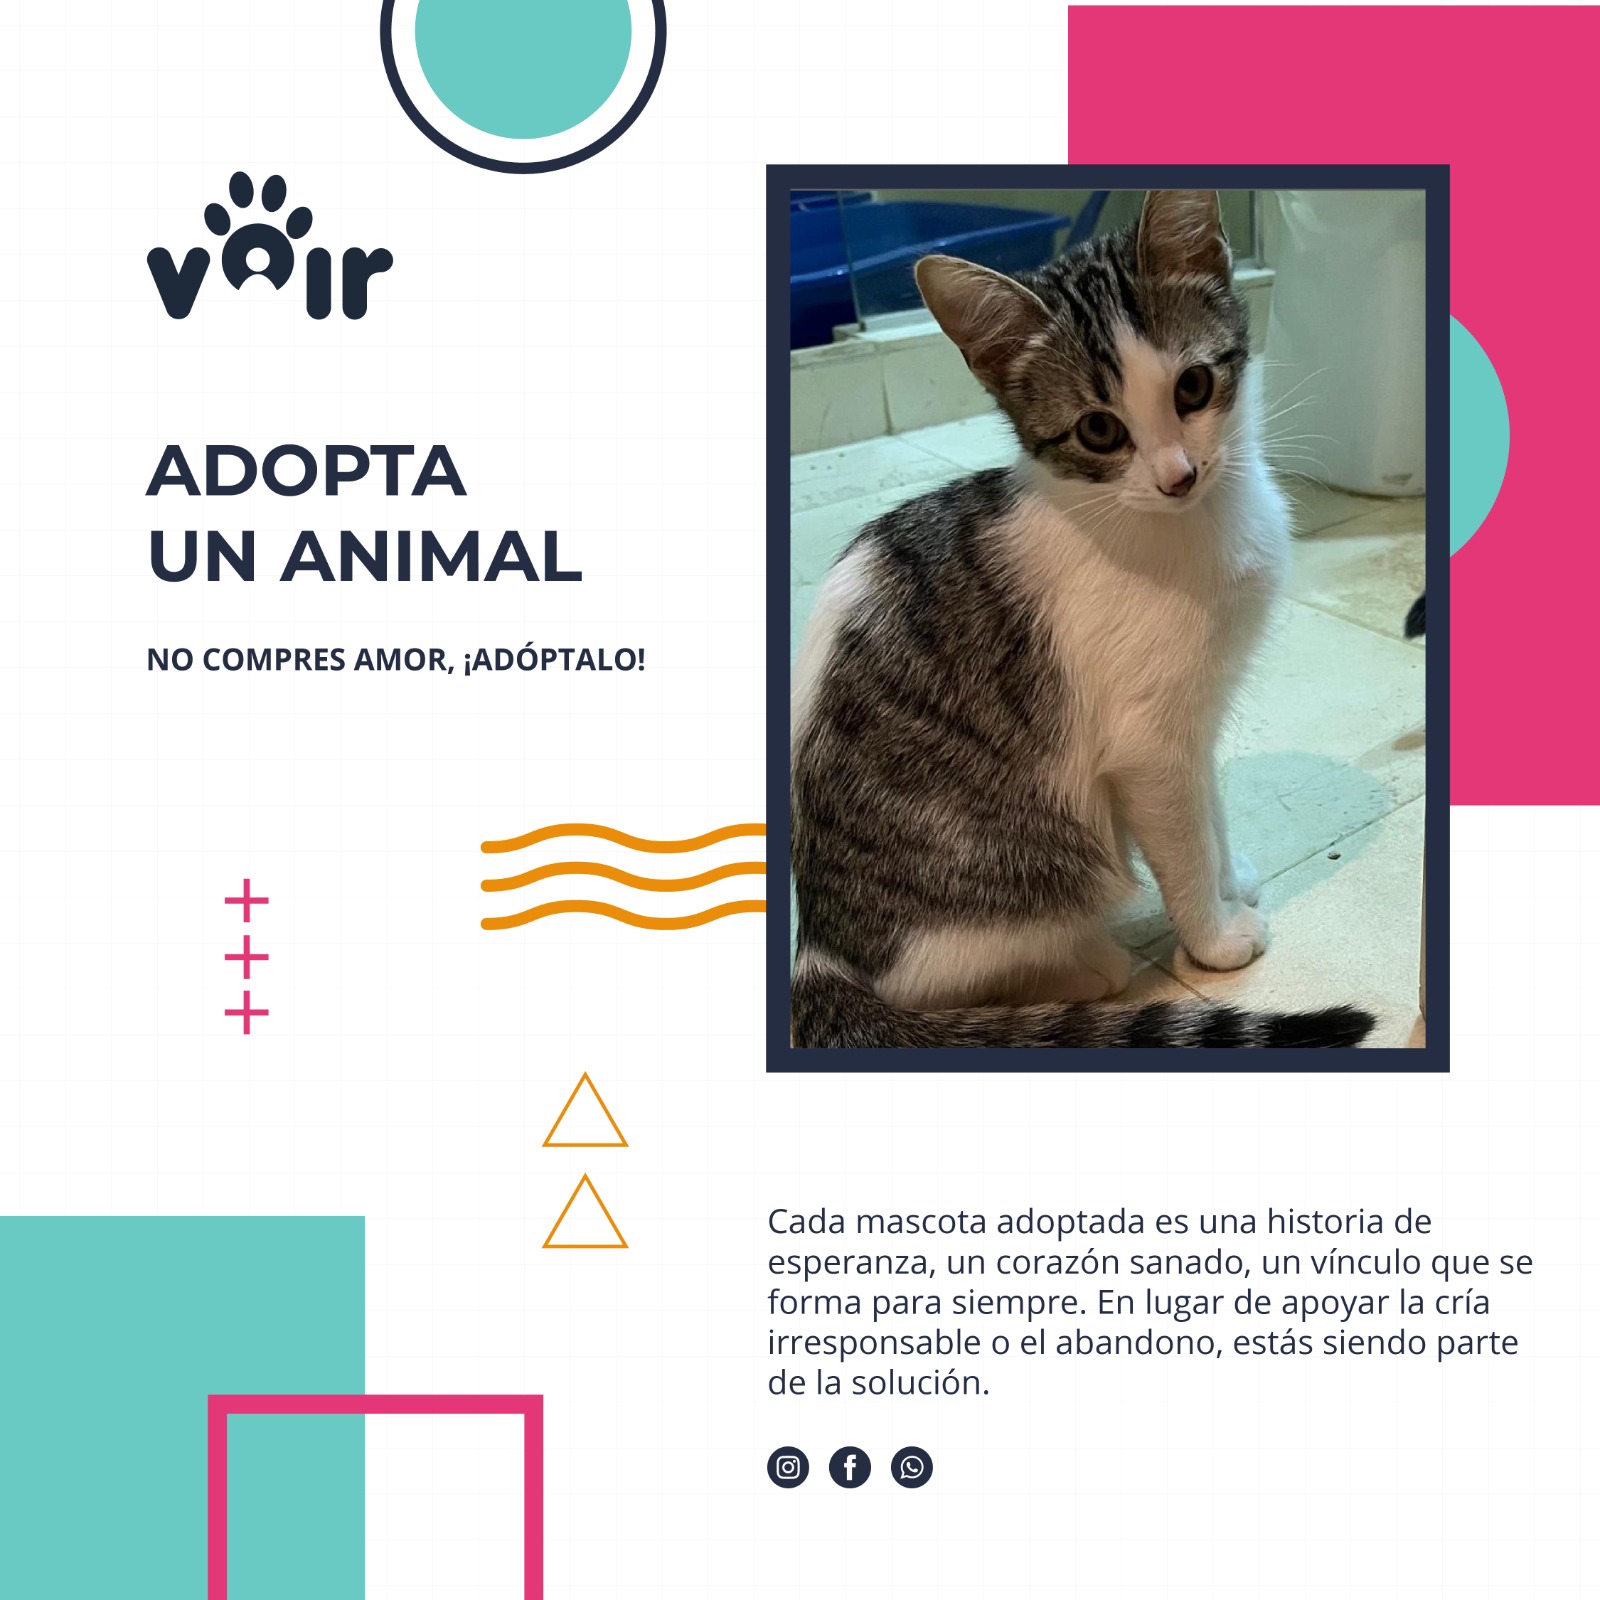 voir
ADOPTA
UN ANIMAL
NO COMPRES AMOR, ¡ADÓPTALO!
Cada mascota adoptada es una historia de
esperanza, un corazón sanado, un vínculo que se
forma para siempre. En lugar de apoyar la cría
irresponsable o el abandono, estás siendo parte
de la solución.